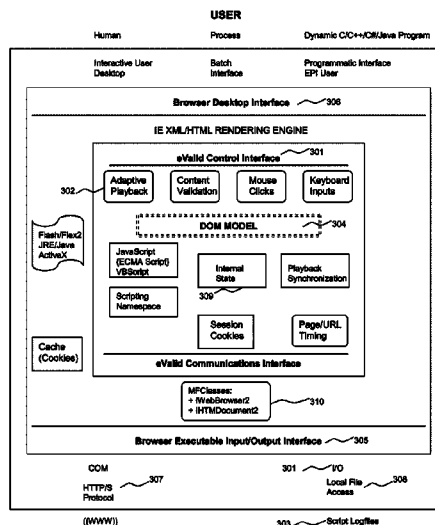 USER
Human Process Dynamic C/C++/C#/Java Program
Interactive User Desktop
Batch Interface
Programmatic Interface EPI User
Browser Desktop Interface 306
IE XML/HTML RENDERING ENGINE
eValid Control Interface 301
302
Adaptive Playback
Content Validation
Mouse Clicks
Keyboard Inputs
DOM MODEL 304
Flash/Flex2
JRE/Java
ActiveX
JavaScript
{ECMA Script}
VBScript
Internal State
309
Playback Synchronization
Scripting Namespace
Session Cookies
Page/URL Timing
Cache
(Cookies)
eValid Communications Interface
MFClasses:
+ IWebBrowser2
+ IHTMDocument2
310
Browser Executable Input/Output Interface 305
COM 301 I/O
HTTP/S Protocol
307
Local File Access
308
((WWW)) 303 Script Logfiles